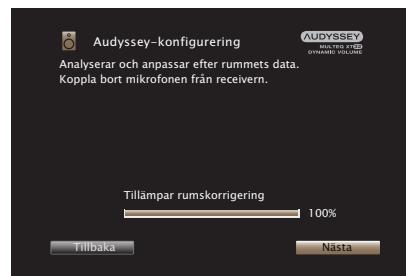 Audyssey-konfigurering
AUDYSSEY
MULTEQ XT32
DYNAMIC VOLUME
Analyserar och anpassar efter rummets data.
Koppla bort mikrofonen från receivern.
Tillämpar rumskorrigering
100%
Tillbaka
Nästa